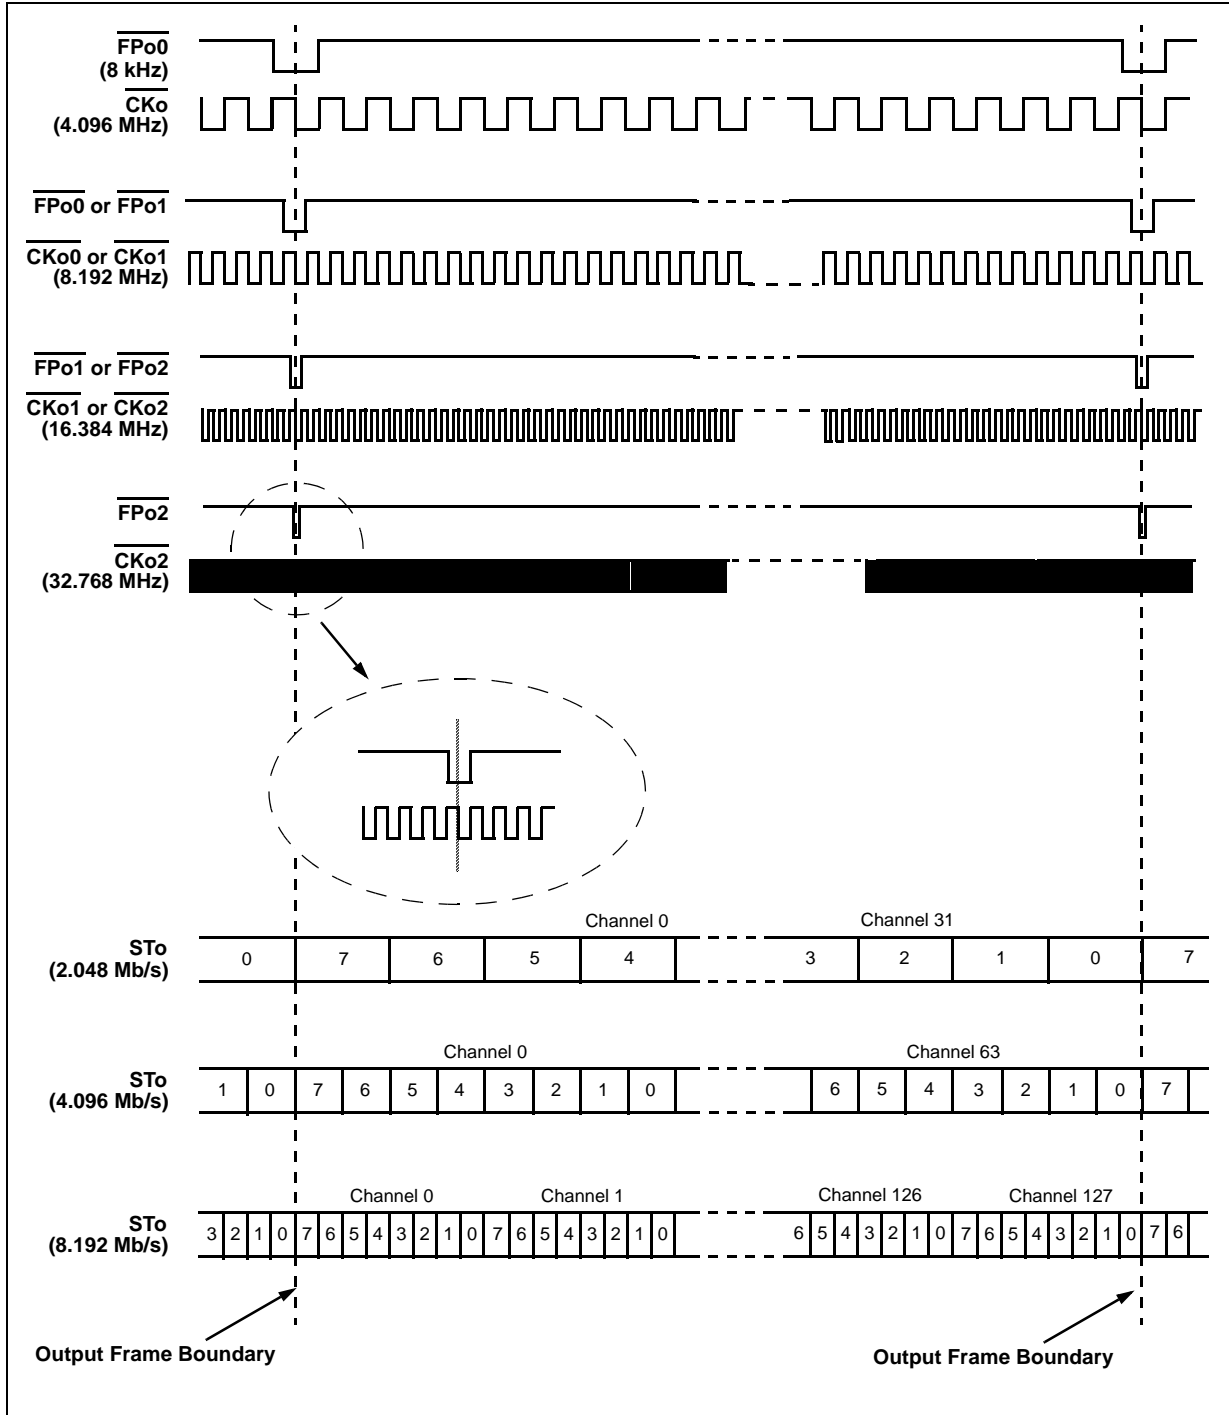 FPo0
(8 kHz)
CKo
(4.096 MHz)
FPo0 or FPo1
CKo0 or CKo1
(8.192 MHz)
FPo1 or FPo2
CKo1 or CKo2
(16.384 MHz)
FPo2
CKo2
(32.768 MHz)
Channel 0 Channel 31
STo
(2.048 Mb/s)
0 7 6 5 4 3 2 1 0 7
Channel 0 Channel 63
STo
(4.096 Mb/s)
1 0 7 6 5 4 3 2 1 0 6 5 4 3 2 1 0 7
Channel 0 Channel 1 Channel 126 Channel 127
STo
(8.192 Mb/s)
3 2 1 0 7 6 5 4 3 2 1 0 7 6 5 4 3 2 1 0 6 5 4 3 2 1 0 7 6 5 4 3 2 1 0 7 6
Output Frame Boundary Output Frame Boundary